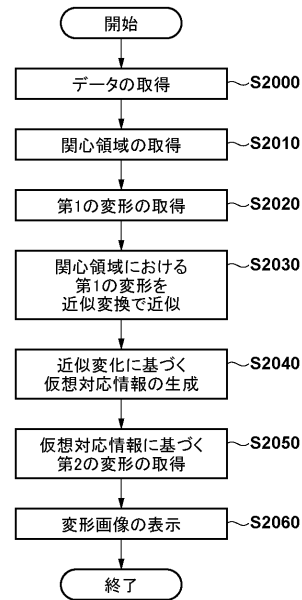 開始
データの取得
S2000
関心領域の取得
S2010
第1の変形の取得
S2020
関心領域における
第1の変形を
近似変換で近似
S2030
近似変化に基づく
仮想対応情報の生成
S2040
仮想対応情報に基づく
第2の変形の取得
S2050
変形画像の表示
S2060
終了